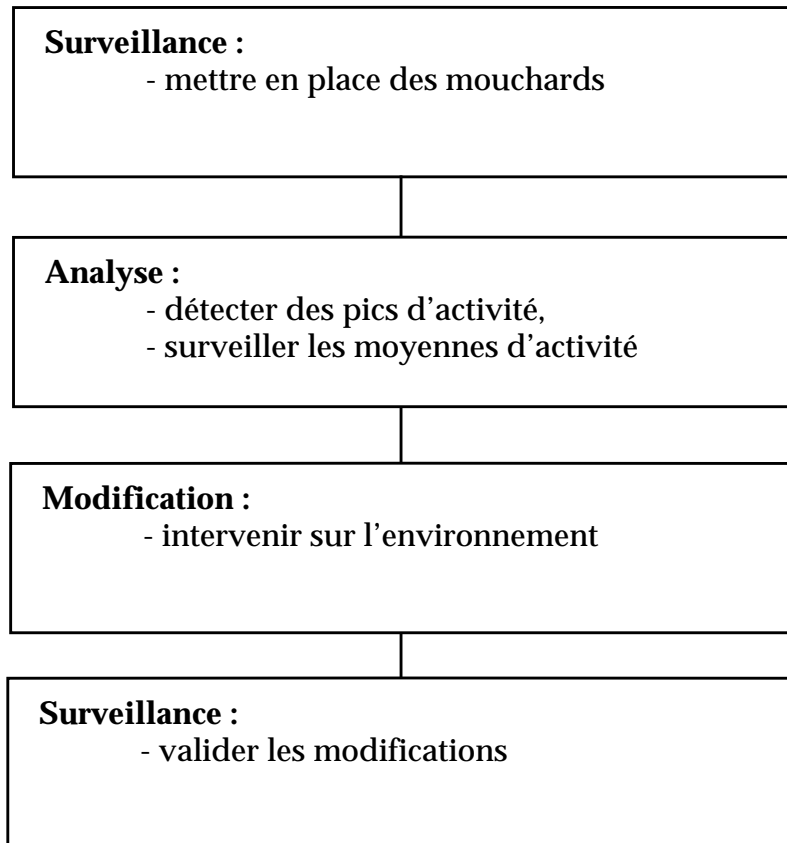 Surveillance :
- mettre en place des mouchards
Analyse :
- détecter des pics d’activité,
- surveiller les moyennes d’activité
Modification :
- intervenir sur l’environnement
Surveillance :
- valider les modifications